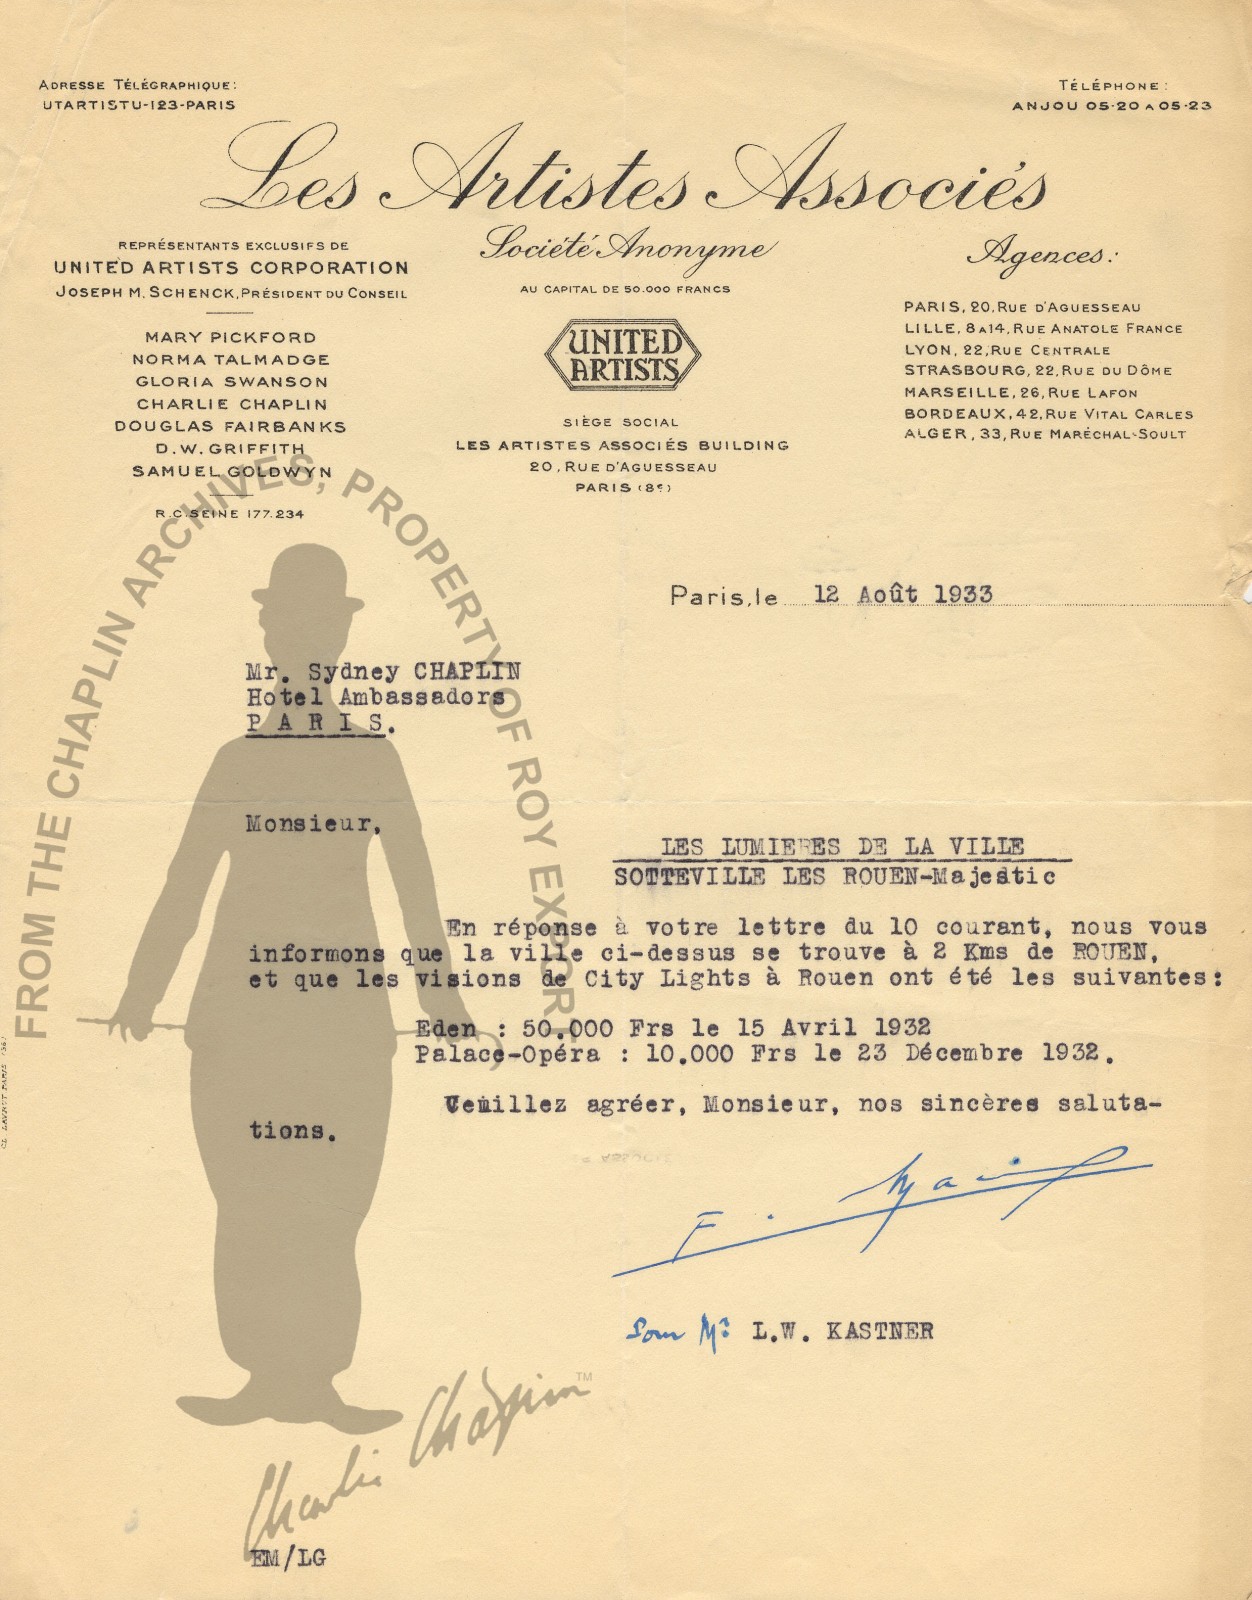 ADRESSE TÉLÉGRAPHIQUE:
UTARTISTU-123-PARIS
TÉLÉPHONE:
ANJOU 05-20 A 05-23
Les Artistes Associés
Société Anonyme
AU CAPITAL DE 50.000 FRANCS
REPRÉSENTANTS EXCLUSIFS DE
UNITED ARTISTS CORPORATION
JOSEPH M. SCHENCK, PRÉSIDENT DU CONSEIL
MARY PICKFORD
NORMA TALMADGE
GLORIA SWANSON
CHARLIE CHAPLIN
DOUGLAS FAIRBANKS
D.W. GRIFFITH
SAMUEL GOLDWYN
R.C. SEINE 177.234
UNITED
ARTISTS
SIÈGE SOCIAL
LES ARTISTES ASSOCIÉS BUILDING
20, RUE D'AGUESSEAU
PARIS (8e)
Agences:
PARIS, 20, RUE D'AGUESSEAU
LILLE, 8 A 14, RUE ANATOLE FRANCE
LYON, 22, RUE CENTRALE
STRASBOURG, 22, RUE DU DÔME
MARSEILLE, 26, RUE LAFON
BORDEAUX, 42, RUE VITAL CARLES
ALGER, 33, RUE MARÉCHAL-SOULT
Paris, le 12 Août 1933
Mr. Sydney CHAPLIN
Hotel Ambassadors
P A R I S.
Monsieur,
LES LUMIERES DE LA VILLE
SOTTEVILLE LES ROUEN-Majestic
En réponse à votre lettre du 10 courant, nous vous
informons que la ville ci-dessus se trouve à 2 Kms de ROUEN,
et que les visions de City Lights à Rouen ont été les suivantes:
Eden : 50.000 Frs le 15 Avril 1932
Palace-Opéra : 10.000 Frs le 23 Décembre 1932.
Veuillez agréer, Monsieur, nos sincères saluta-
tions.
Pour Mr: L.W. KASTNER
EM/LG
FROM THE CHAPLIN ARCHIVES, PROPERTY OF ROY EXPORT
Charlie Chaplin TM